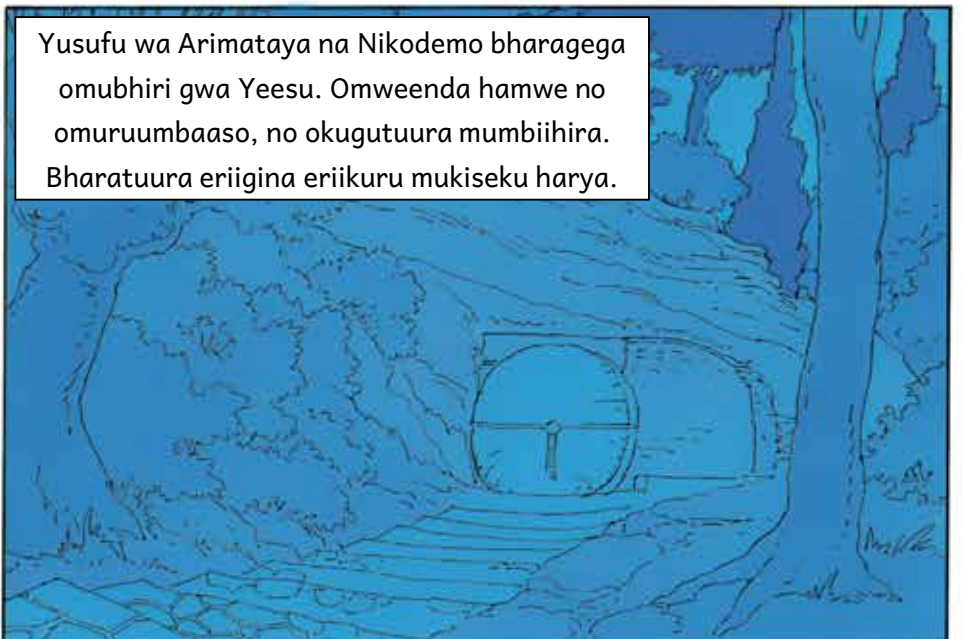 Yusufu wa Arimataya na Nikodemo bharagega
omubhiri gwa Yeesu. Omweenda hamwe no
omuruumbaaso, no okugutuura mumbiihira.
Bharatuura eriigina eriikuru mukiseku harya.